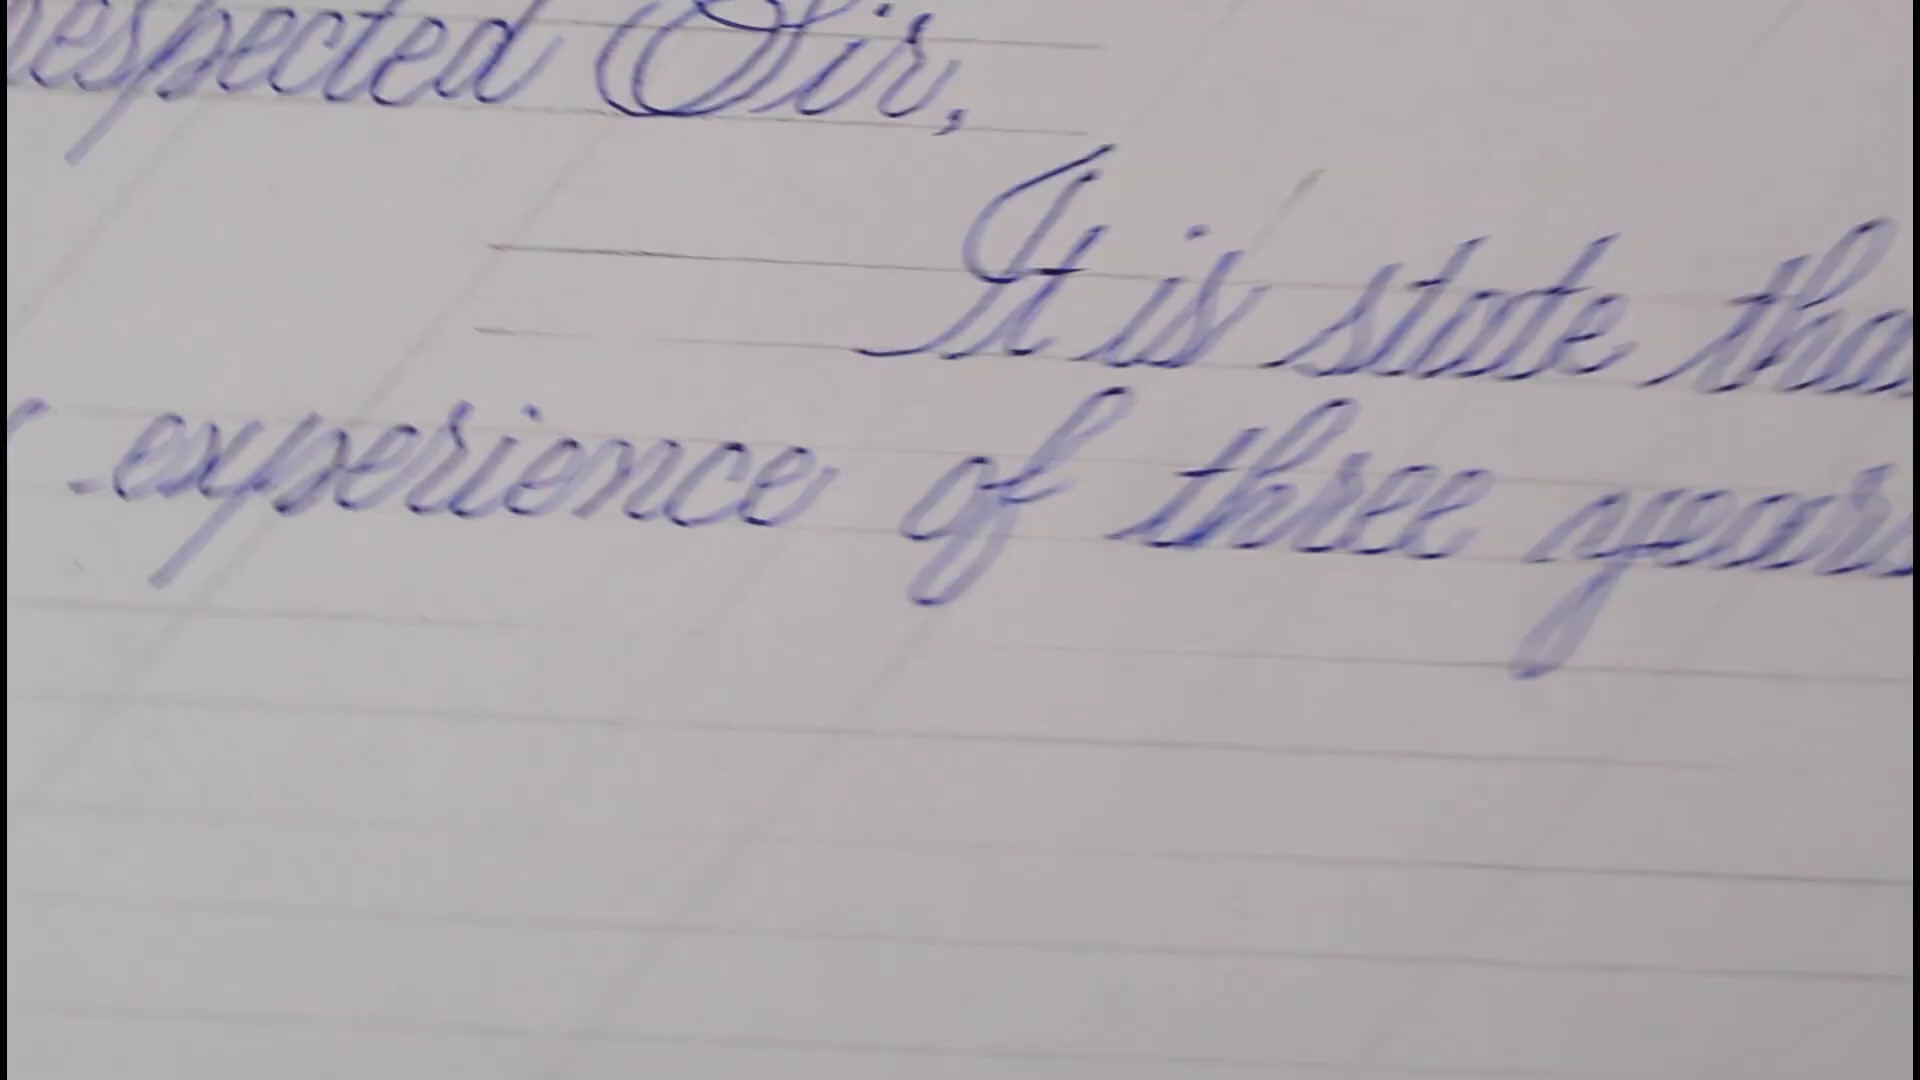 Respected Sir,
It is state tha
experience of three years